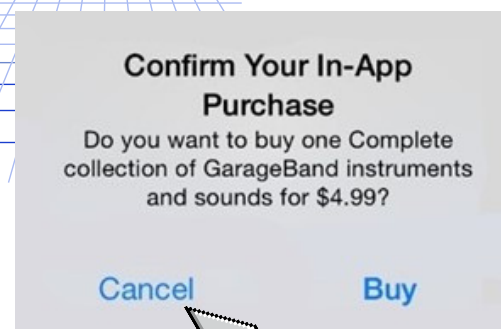 Confirm Your In-App
Purchase
Do you want to buy one Complete
collection of GarageBand instruments
and sounds for $4.99?
Cancel
Buy